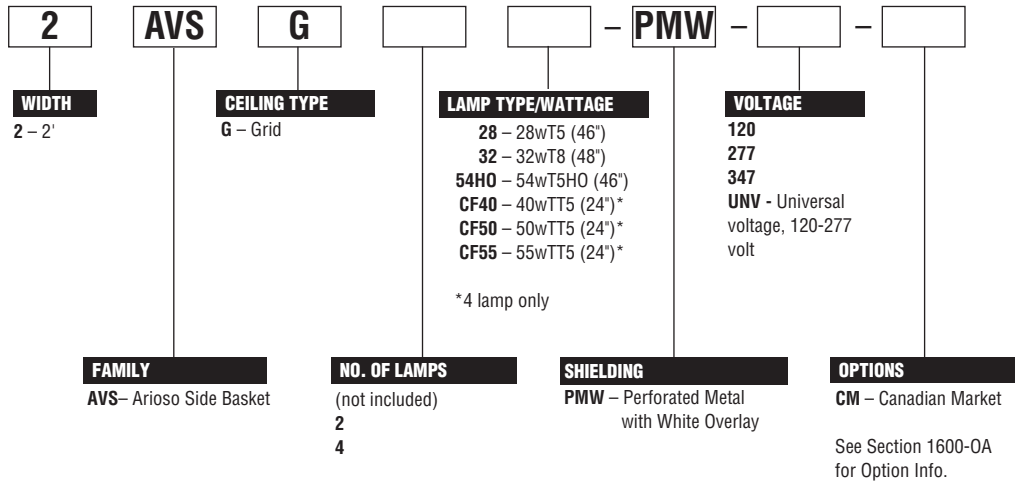 2 AVS G – PMW – –
WIDTH
2 – 2'
CEILING TYPE
G – Grid
LAMP TYPE/WATTAGE
28 – 28wT5 (46")
32 – 32wT8 (48")
54HO – 54wT5HO (46")
CF40 – 40wTT5 (24")*
CF50 – 50wTT5 (24")*
CF55 – 55wTT5 (24")*
*4 lamp only
VOLTAGE
120
277
347
UNV - Universal
voltage, 120-277
volt
FAMILY
AVS– Arioso Side Basket
NO. OF LAMPS
(not included)
2
4
SHIELDING
PMW – Perforated Metal
with White Overlay
OPTIONS
CM – Canadian Market
See Section 1600-OA
for Option Info.